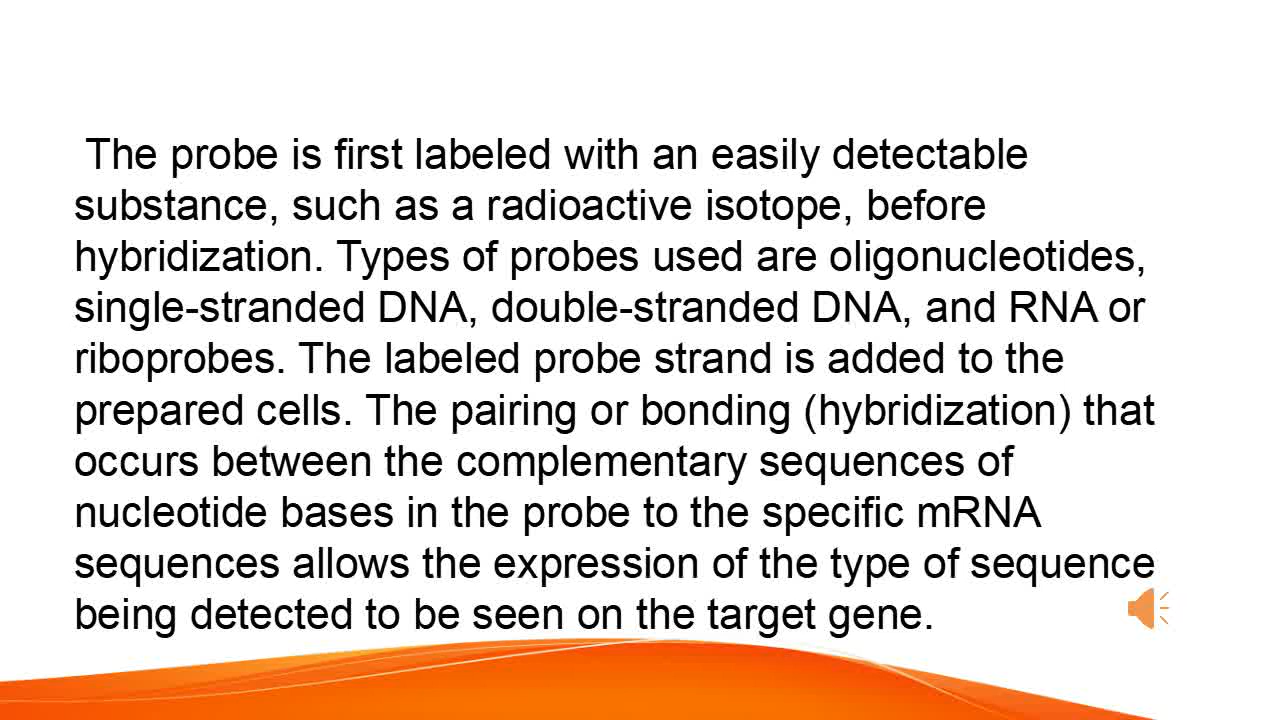 The probe is first labeled with an easily detectable
substance, such as a radioactive isotope, before
hybridization. Types of probes used are oligonucleotides,
single-stranded DNA, double-stranded DNA, and RNA or
riboprobes. The labeled probe strand is added to the
prepared cells. The pairing or bonding (hybridization) that
occurs between the complementary sequences of
nucleotide bases in the probe to the specific mRNA
sequences allows the expression of the type of sequence
being detected to be seen on the target gene.